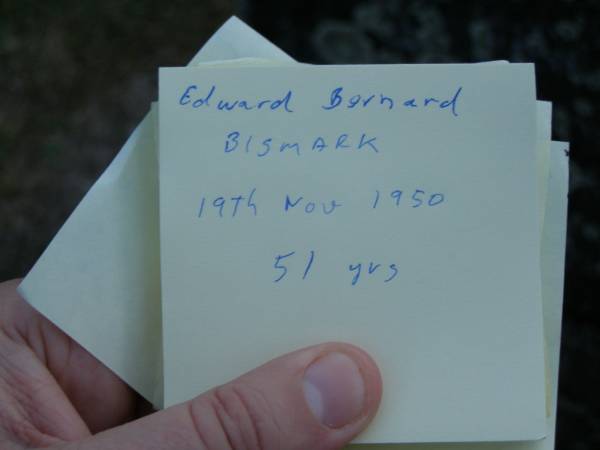 Edward Bernard
BISMARK
19Th Nov 1950
51 yrs